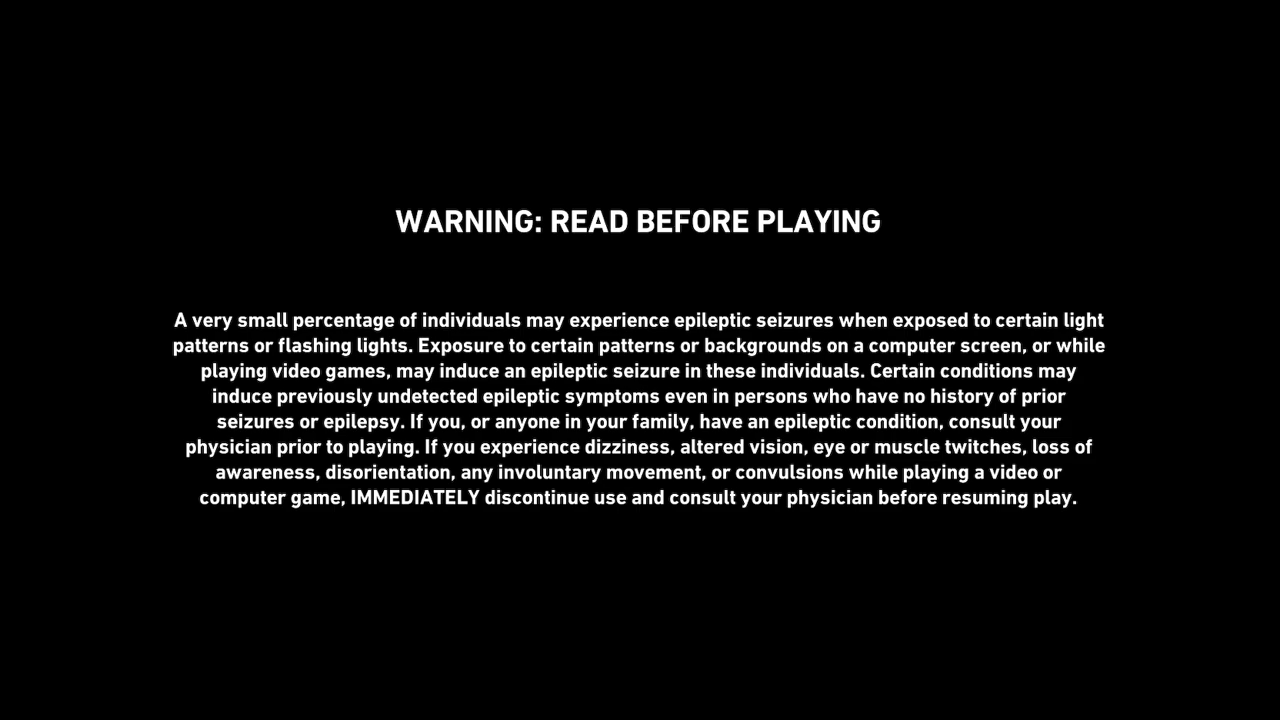 WARNING: READ BEFORE PLAYING
A very small percentage of individuals may experience epileptic seizures when exposed to certain light
patterns or flashing lights. Exposure to certain patterns or backgrounds on a computer screen, or while
playing video games, may induce an epileptic seizure in these individuals. Certain conditions may
induce previously undetected epileptic symptoms even in persons who have no history of prior
seizures or epilepsy. If you, or anyone in your family, have an epileptic condition, consult your
physician prior to playing. If you experience dizziness, altered vision, eye or muscle twitches, loss of
awareness, disorientation, any involuntary movement, or convulsions while playing a video or
computer game, IMMEDIATELY discontinue use and consult your physician before resuming play.